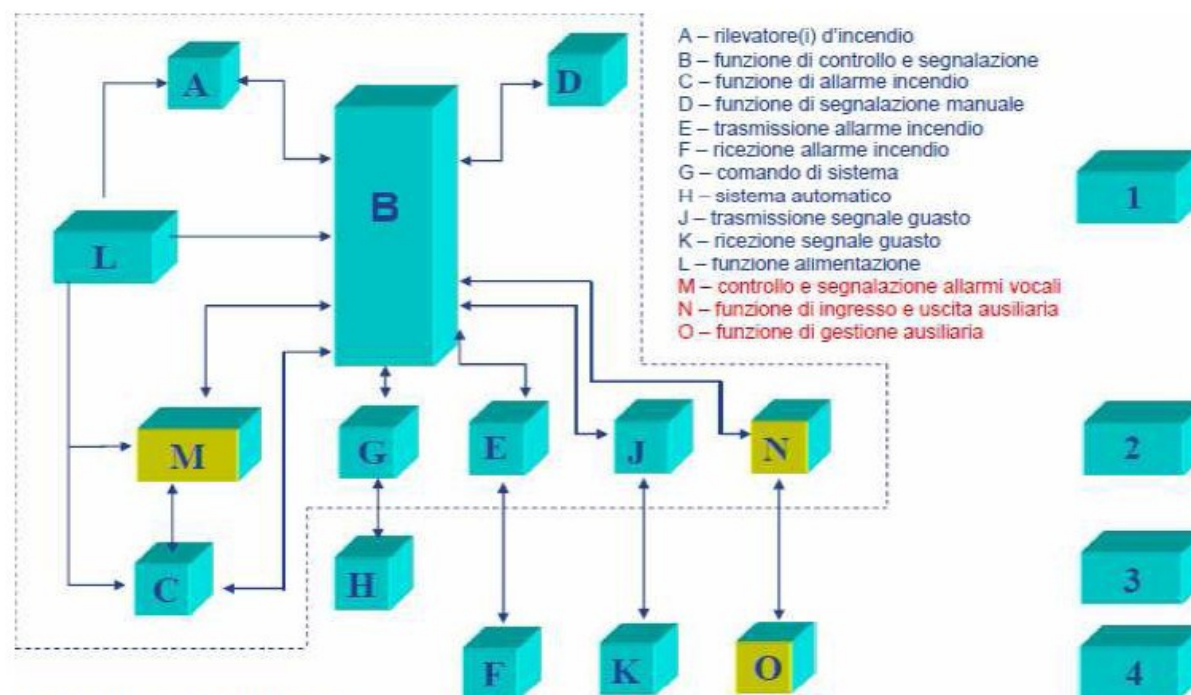 A – rilevatore(i) d'incendio
B – funzione di controllo e segnalazione
C – funzione di allarme incendio
D – funzione di segnalazione manuale
E – trasmissione allarme incendio
F – ricezione allarme incendio
G – comando di sistema
H – sistema automatico
J – trasmissione segnale guasto
K – ricezione segnale guasto
L – funzione alimentazione
M – controllo e segnalazione allarmi vocali
N – funzione di ingresso e uscita ausiliaria
O – funzione di gestione ausiliaria
A
D
B
1
L
M
G
E
J
N
2
C
H
3
F
K
O
4